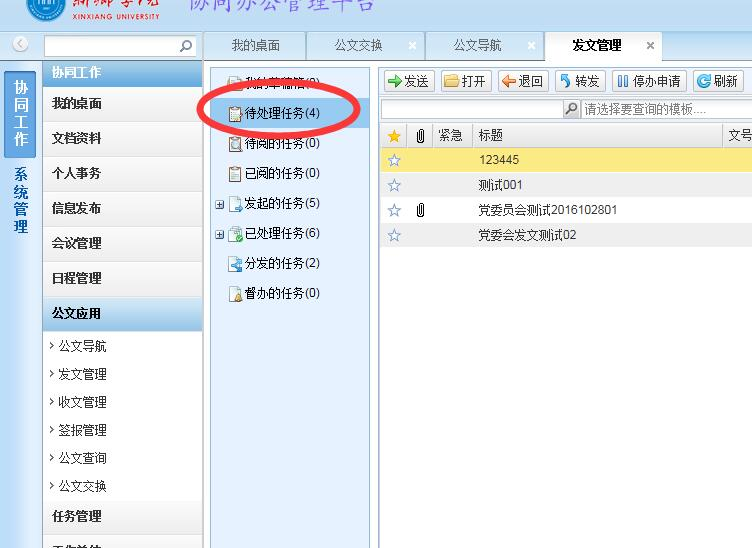 新乡学院
XINXIANG UNIVERSITY
协同办公管理平台
我的桌面
公文交换
公文导航
发文管理
协同工作
系统管理
协同工作
我的桌面
文档资料
个人事务
信息发布
会议管理
日程管理
公文应用
公文导航
发文管理
收文管理
签报管理
公文查询
公文交换
任务管理
我的草稿箱(0)
待处理任务(4)
待阅的任务(0)
已阅的任务(0)
发起的任务(5)
已处理任务(6)
分发的任务(2)
督办的任务(0)
发送 打开 退回 转发 停办申请 刷新
请选择要查询的模板....
紧急 标题 文号
123445
测试001
党委员会测试2016102801
党委会发文测试02